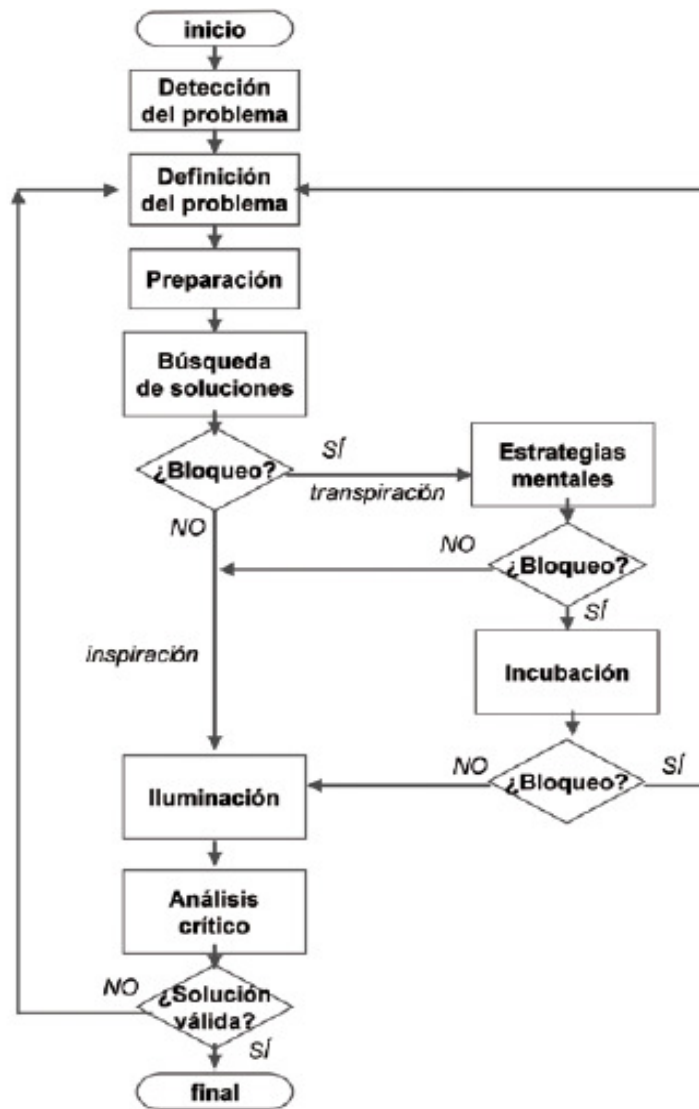 inicio
Detección
del problema
Definición
del problema
Preparación
Búsqueda
de soluciones
¿Bloqueo?
SÍ
transpiración
NO
Estrategias
mentales
NO
¿Bloqueo?
SÍ
inspiración
Incubación
NO
¿Bloqueo?
SÍ
Iluminación
Análisis
crítico
NO
¿Solución
válida?
SÍ
final